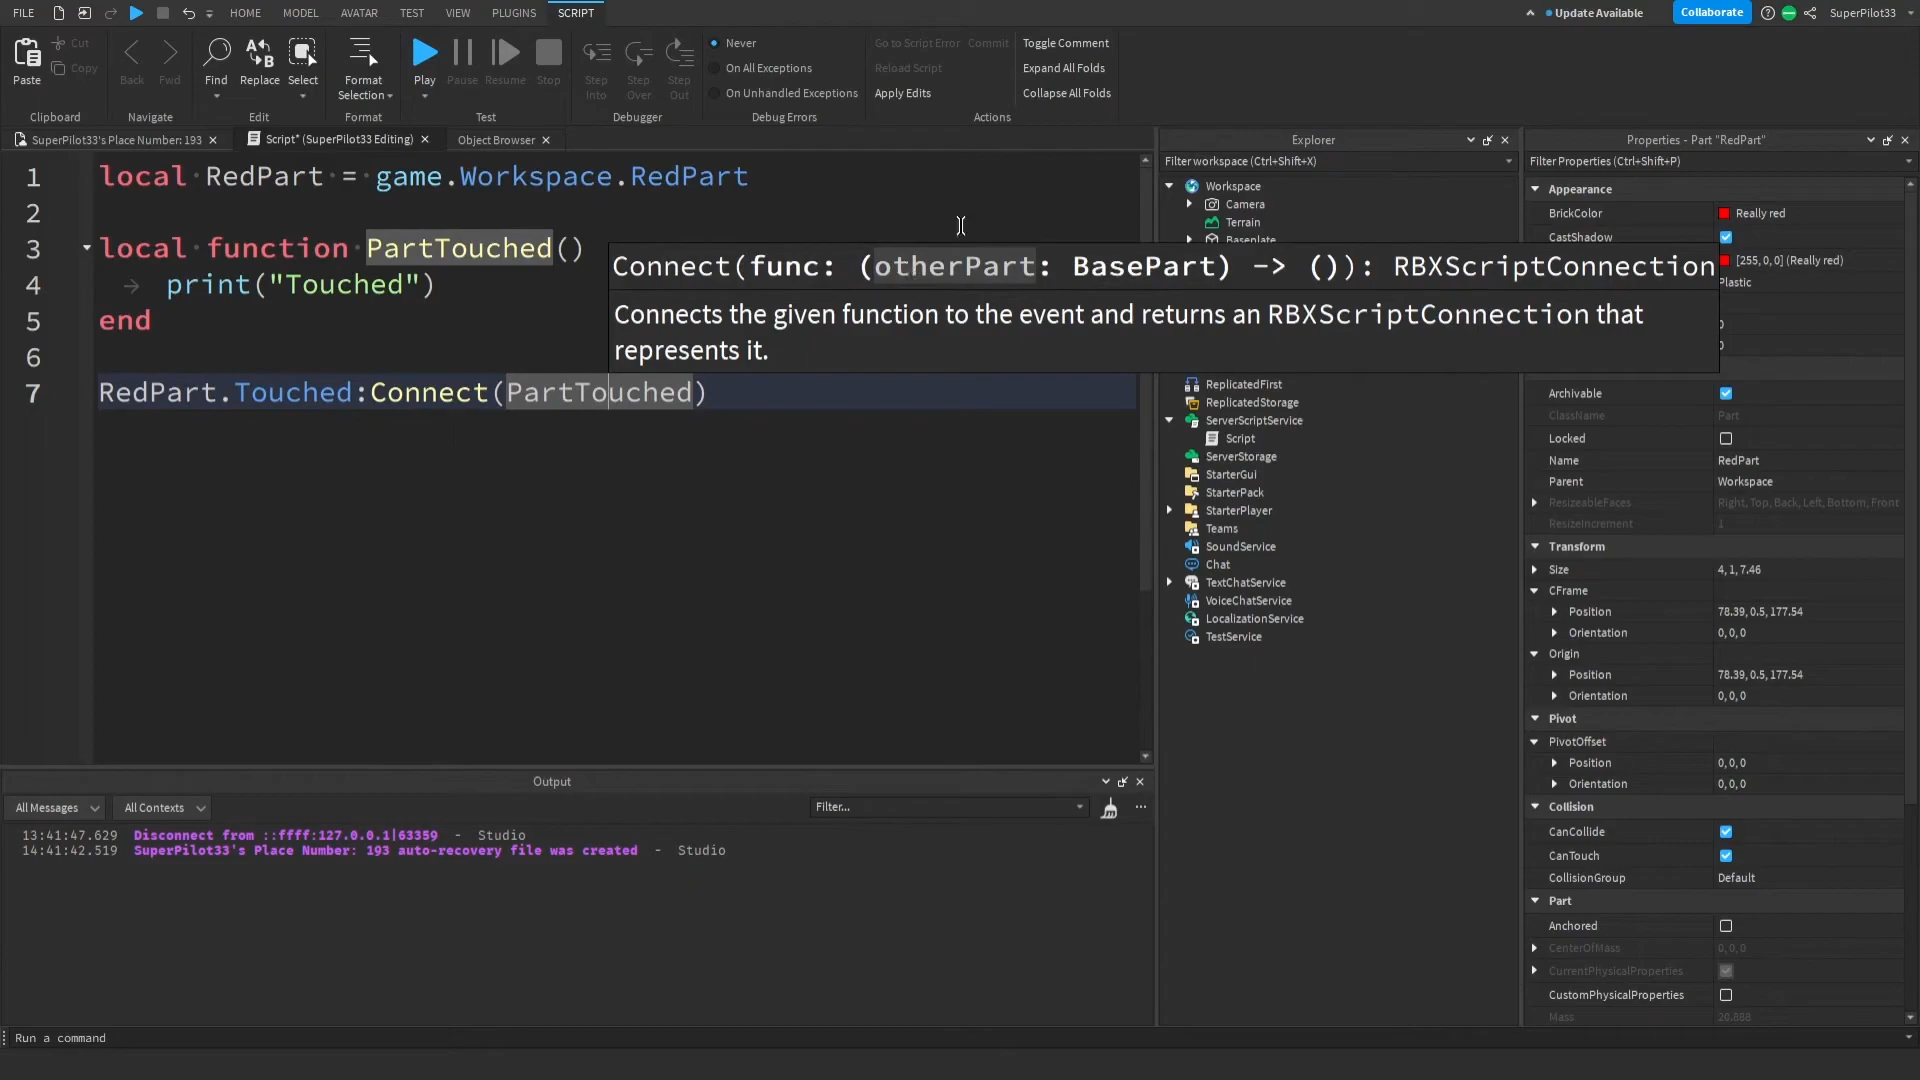 FILE HOME MODEL AVATAR TEST VIEW PLUGINS SCRIPT Update Available Collaborate SuperPilot33
Cut
Copy
Paste
Back Fwd
Find Replace Select
Format
Selection
Play Pause Resume Stop
Step
Into
Step
Over
Step
Out
Never
On All Exceptions
On Unhandled Exceptions
Go to Script Error Commit
Reload Script
Apply Edits
Toggle Comment
Expand All Folds
Collapse All Folds
Clipboard Navigate Edit Format Test Debugger Debug Errors Actions
SuperPilot33's Place Number: 193 Script* (SuperPilot33 Editing) Object Browser
1 local RedPart = game.Workspace.RedPart
2
3 local function PartTouched()
4 print("Touched")
5 end
6
7 RedPart.Touched:Connect(PartTouched)
Connect(func: (otherPart: BasePart) -> ()): RBXScriptConnection
Connects the given function to the event and returns an RBXScriptConnection that
represents it.
Explorer
Filter workspace (Ctrl+Shift+X)
Workspace
Camera
Terrain
Baseplate
ReplicatedFirst
ReplicatedStorage
ServerScriptService
Script
ServerStorage
StarterGui
StarterPack
StarterPlayer
Teams
SoundService
Chat
TextChatService
VoiceChatService
LocalizationService
TestService
Properties - Part "RedPart"
Filter Properties (Ctrl+Shift+P)
Appearance
BrickColor Really red
CastShadow
[255, 0, 0] (Really red)
Plastic
Archivable
ClassName Part
Locked
Name RedPart
Parent Workspace
ResizeableFaces Right, Top, Back, Left, Bottom, Front
ResizeIncrement 1
Transform
Size 4, 1, 7.46
CFrame
Position 78.39, 0.5, 177.54
Orientation 0, 0, 0
Origin
Position 78.39, 0.5, 177.54
Orientation 0, 0, 0
Pivot
PivotOffset
Position 0, 0, 0
Orientation 0, 0, 0
Collision
CanCollide
CanTouch
CollisionGroup Default
Part
Anchored
CenterOfMass 0, 0, 0
CurrentPhysicalProperties
CustomPhysicalProperties
Mass 20.888
Output
All Messages All Contexts Filter...
13:41:47.629 Disconnect from ::ffff:127.0.0.1|63359 - Studio
14:41:42.519 SuperPilot33's Place Number: 193 auto-recovery file was created - Studio
Run a command